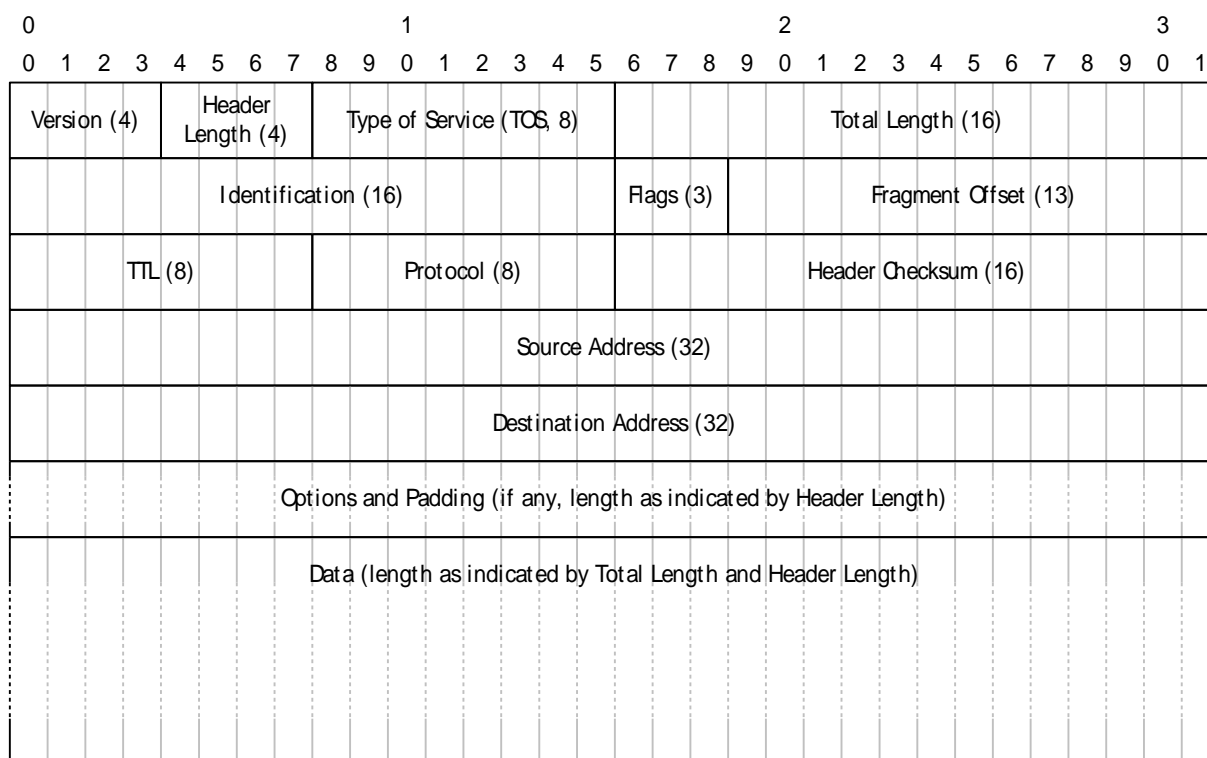 0 1 2 3
0 1 2 3 4 5 6 7 8 9 0 1 2 3 4 5 6 7 8 9 0 1 2 3 4 5 6 7 8 9 0 1
Version (4)
Header
Length (4)
Type of Service (TOS, 8)
Total Length (16)
Identification (16)
Flags (3)
Fragment Offset (13)
TTL (8)
Protocol (8)
Header Checksum (16)
Source Address (32)
Destination Address (32)
Options and Padding (if any, length as indicated by Header Length)
Data (length as indicated by Total Length and Header Length)